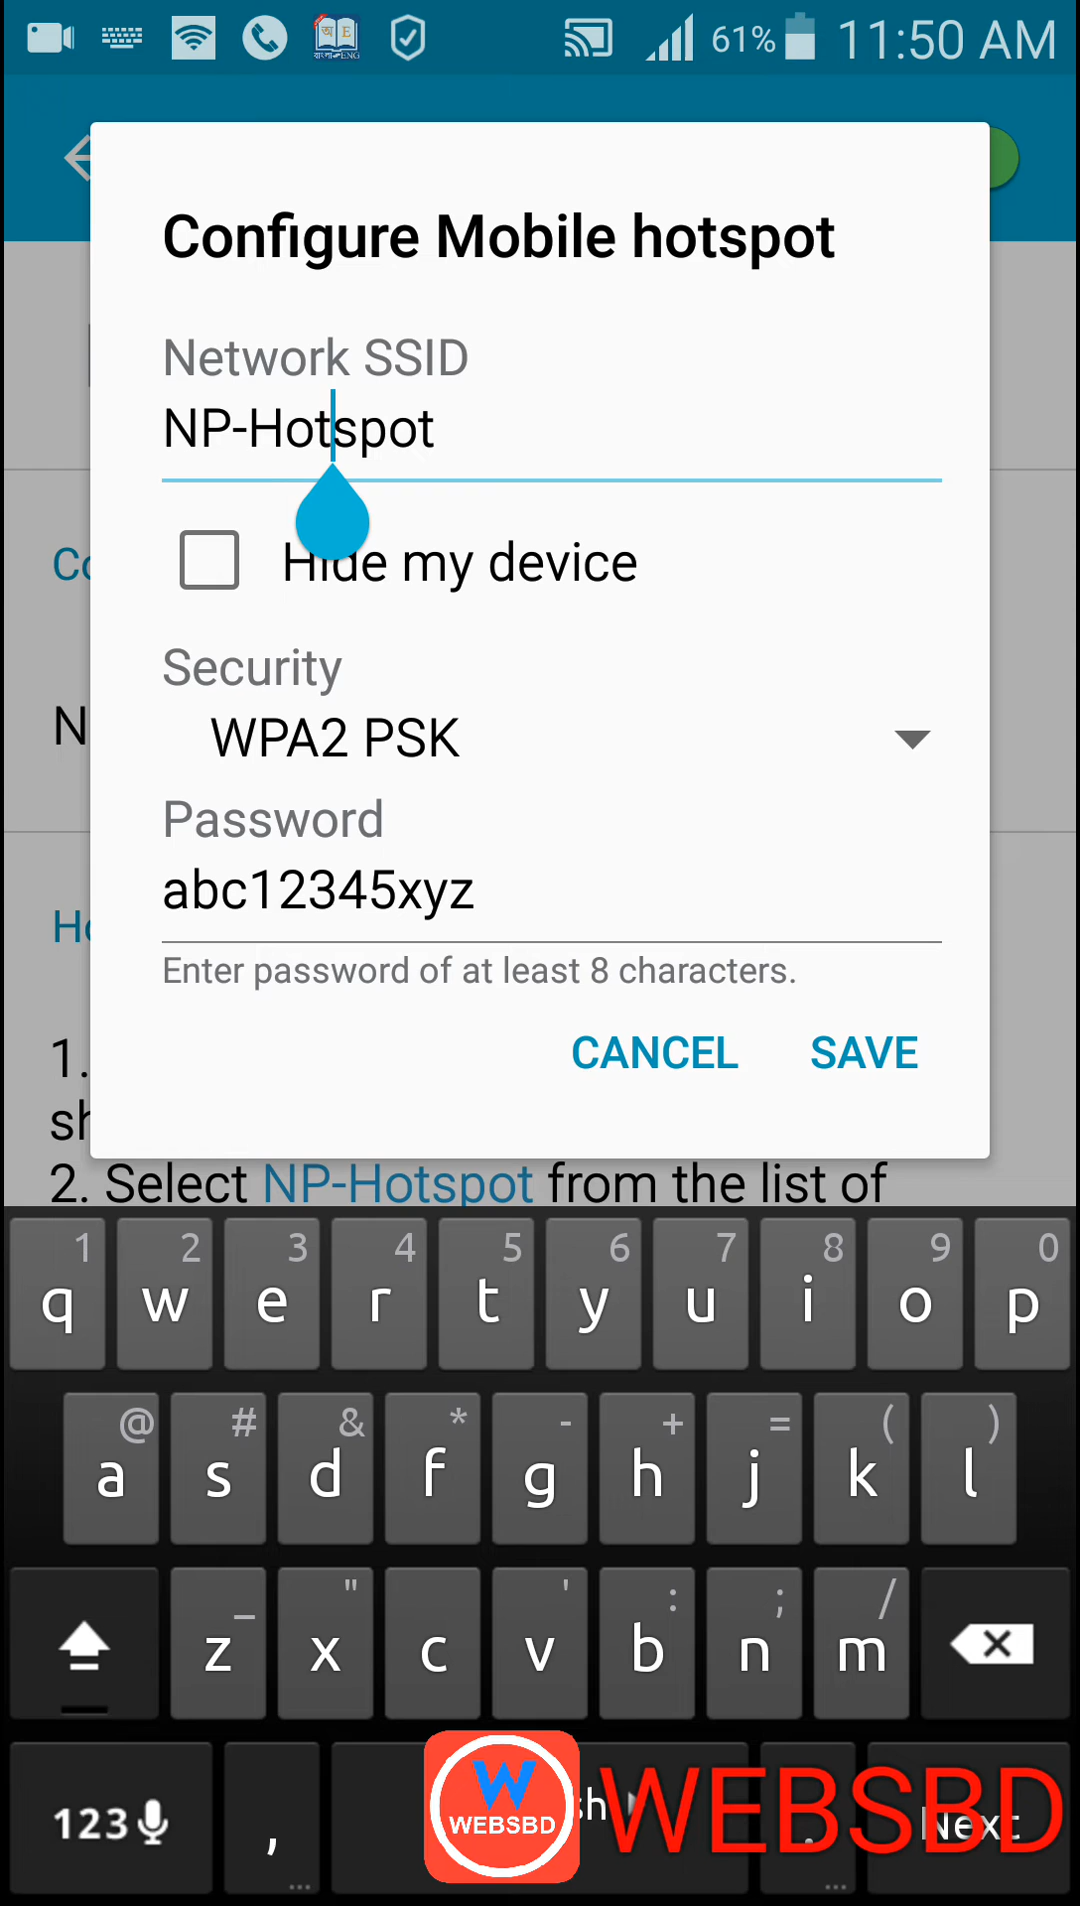 61% 11:50 AM
Configure Mobile hotspot
Network SSID
NP-Hotspot
Hide my device
Security
WPA2 PSK
Password
abc12345xyz
Enter password of at least 8 characters.
CANCEL SAVE
1.
2. Select NP-Hotspot from the list of
1 2 3 4 5 6 7 8 9 0
q w e r t y u i o p
@ # & * - + = ( )
a s d f g h j k l
_ " ' : ; /
z x c v b n m
123 , . Next
W
WEBSBD
WEBSBD